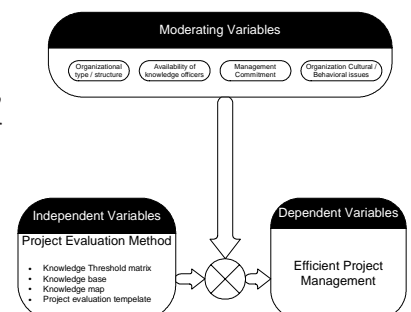 Moderating Variables
Organizational
type / structure
Availability of
knowledge officers
Management
Commitment
Organization Cultural /
Behavioral issues
Independent Variables
Project Evaluation Method
• Knowledge Threshold matrix
• Knowledge base
• Knowledge map
• Project evaluation tempelate
Dependent Variables
Efficient Project
Management